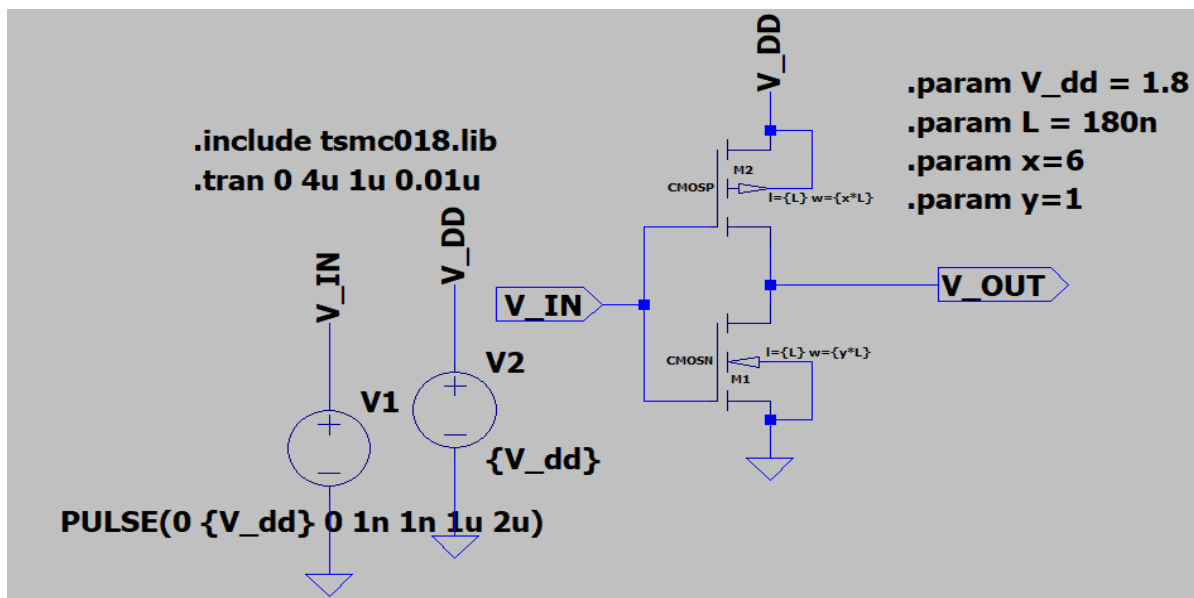 .include tsmc018.lib
.tran 0 4u 1u 0.01u
V_IN
V1
PULSE(0 {V_dd} 0 1n 1n 1u 2u)
V_DD
V2
{V_dd}
V_IN
V_DD
M2
CMOSP
l={L} w={x*L}
V_OUT
CMOSN
l={L} w={y*L}
M1
.param V_dd = 1.8
.param L = 180n
.param x=6
.param y=1